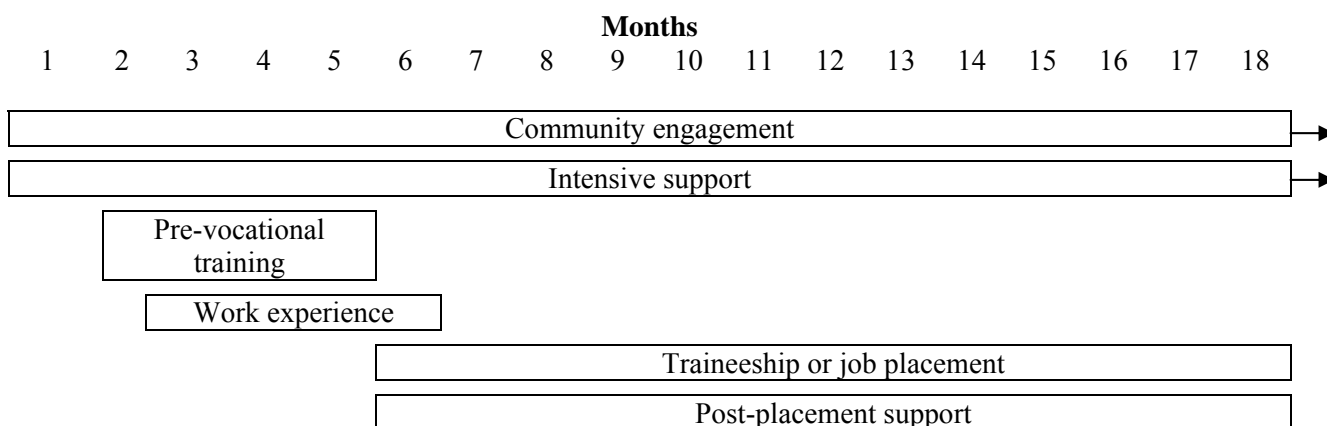 Months
1 2 3 4 5 6 7 8 9 10 11 12 13 14 15 16 17 18
Community engagement
Intensive support
Pre-vocational
training
Work experience
Traineeship or job placement
Post-placement support